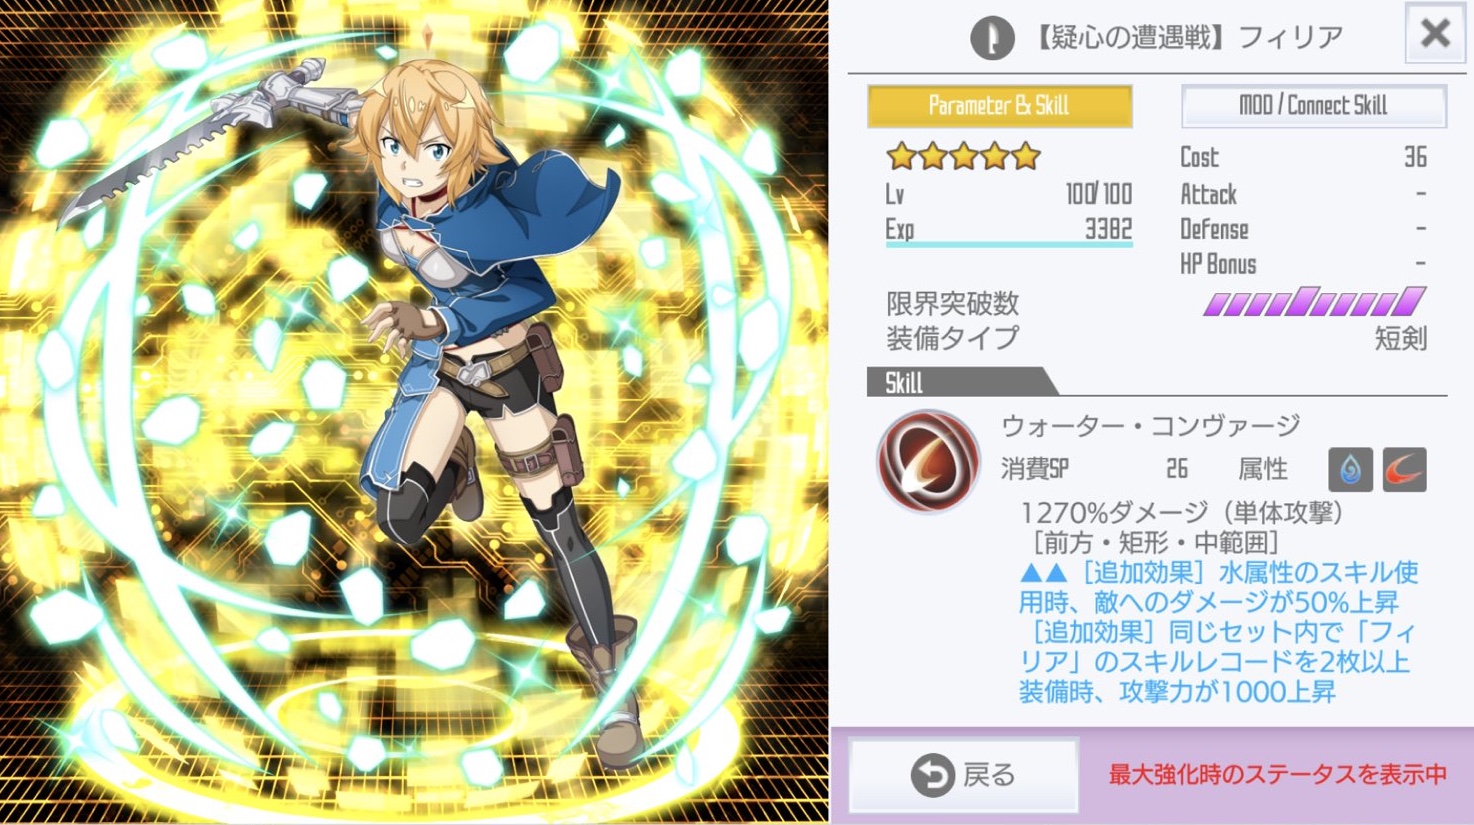 【疑心の遭遇戦】フィリア
Parameter & Skill
MOD / Connect Skill
Lv 100/100
Exp 3382
Cost 36
Attack -
Defense -
HP Bonus -
限界突破数
装備タイプ 短剣
Skill
ウォーター・コンヴァージ
消費SP 26 属性
1270%ダメージ（単体攻撃）
［前方・矩形・中範囲］
▲▲［追加効果］水属性のスキル使
用時、敵へのダメージが50%上昇
［追加効果］同じセット内で「フィ
リア」のスキルレコードを2枚以上
装備時、攻撃力が1000上昇
戻る
最大強化時のステータスを表示中